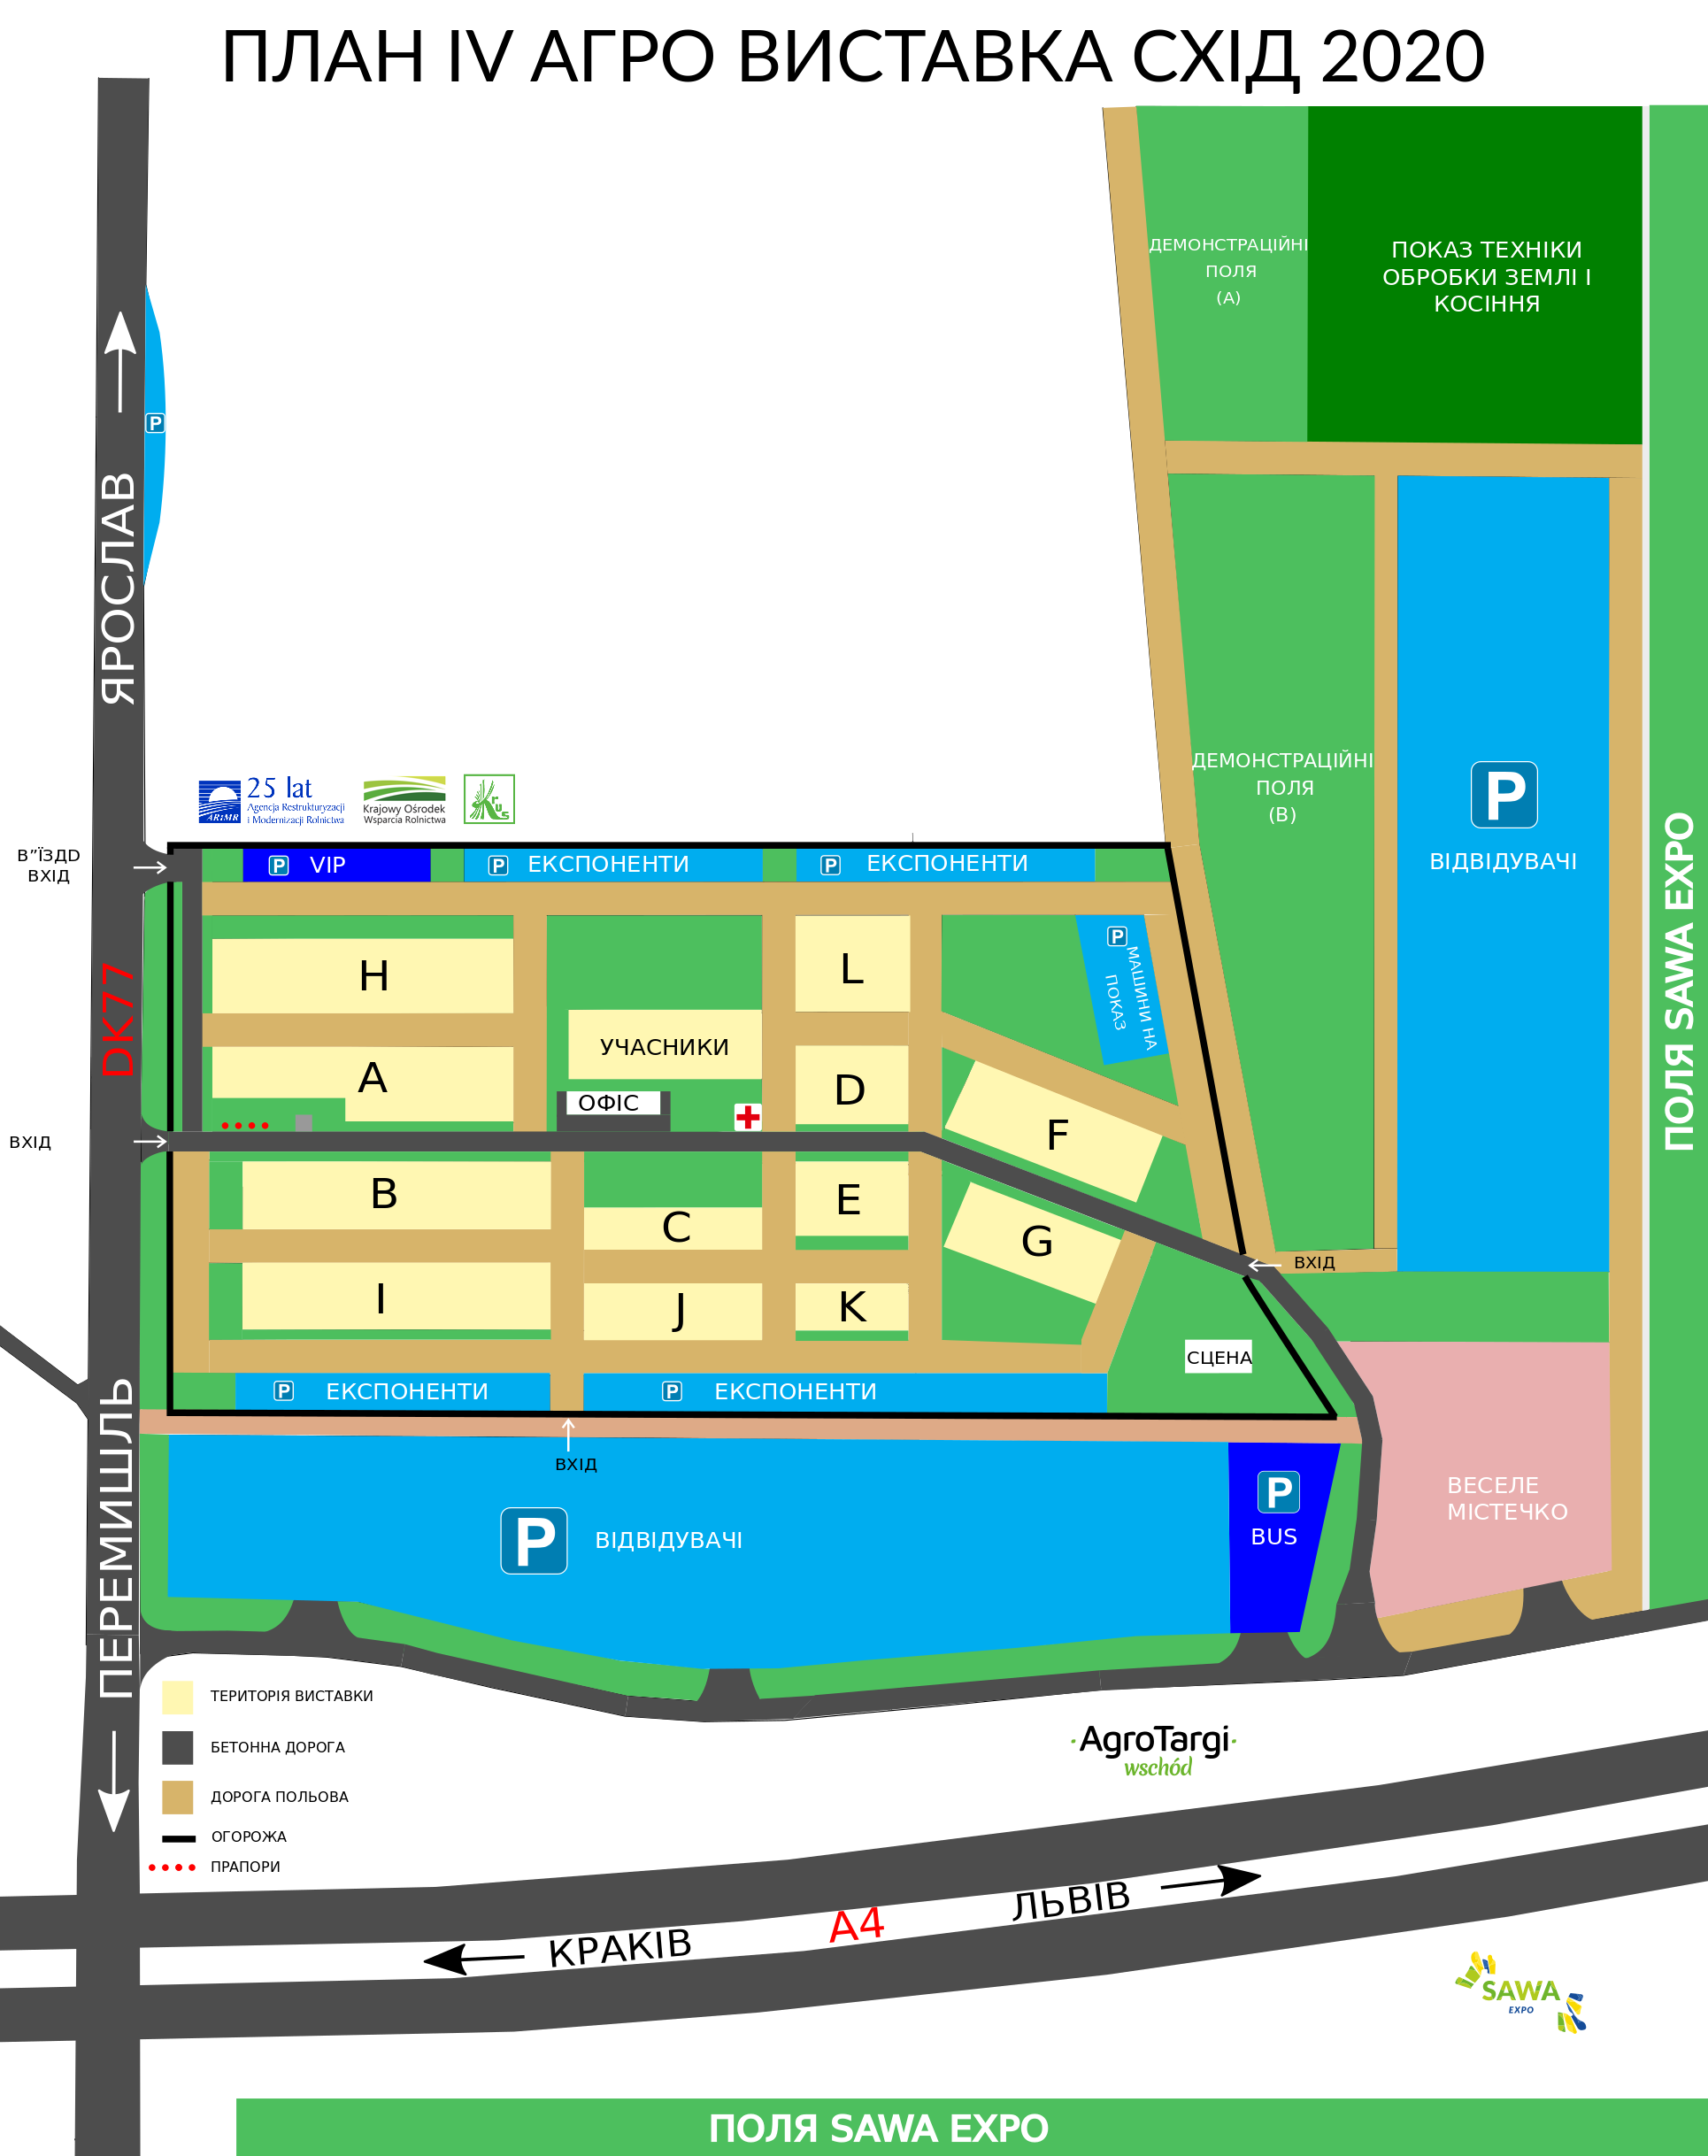 ПЛАН IV АГРО ВИСТАВКА СХІД 2020
ДЕМОНСТРАЦІЙНІ
ПОЛЯ
(А)
ПОКАЗ ТЕХНІКИ
ОБРОБКИ ЗЕМЛІ І
КОСІННЯ
P
ЯРОСЛАВ
DK77
ПЕРЕМИШЛЬ
25 lat
Agencja Restrukturyzacji
i Modernizacji Rolnictwa
ARiMR
Krajowy Ośrodek
Wsparcia Rolnictwa
Krus
ДЕМОНСТРАЦІЙНІ
ПОЛЯ
(В)
P
ВІДВІДУВАЧІ
ПОЛЯ SAWA EXPO
В"ЇЗДD
ВХІД
P VIP
P ЕКСПОНЕНТИ
P ЕКСПОНЕНТИ
P
МАШИНИ НА
ПОКАЗ
H
L
A
УЧАСНИКИ
D
ОФІС
F
ВХІД
B
C
E
G
ВХІД
I
J
K
СЦЕНА
P ЕКСПОНЕНТИ
P ЕКСПОНЕНТИ
ВХІД
P ВІДВІДУВАЧІ
P
BUS
ВЕСЕЛЕ
МІСТЕЧКО
ТЕРИТОРІЯ ВИСТАВКИ
БЕТОННА ДОРОГА
ДОРОГА ПОЛЬОВА
ОГОРОЖА
ПРАПОРИ
AgroTargi
wschód
КРАКІВ
A4
ЛЬВІВ
SAWA
EXPO
ПОЛЯ SAWA EXPO